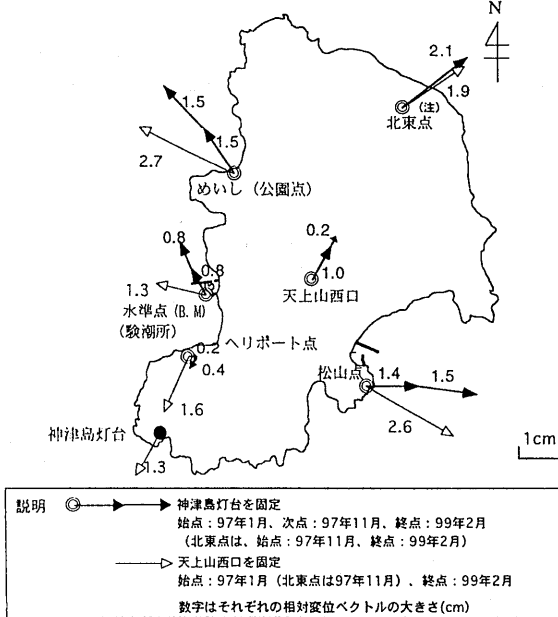 N
2.1
1.9
(注)
北東点
1.5
1.5
2.7
めいし（公園点）
0.2
1.0
天上山西口
0.8
0.8
1.3
水準点 (B.M)
（験潮所）
ヘリポート点
0.2
0.4
1.6
松山点
1.4
1.5
2.6
神津島灯台
1.3
1cm
説明
神津島灯台を固定
始点：97年1月、次点：97年11月、終点：99年2月
（北東点は、始点：97年11月、終点：99年2月）
天上山西口を固定
始点：97年1月（北東点は97年11月）、終点：99年2月
数字はそれぞれの相対変位ベクトルの大きさ(cm)